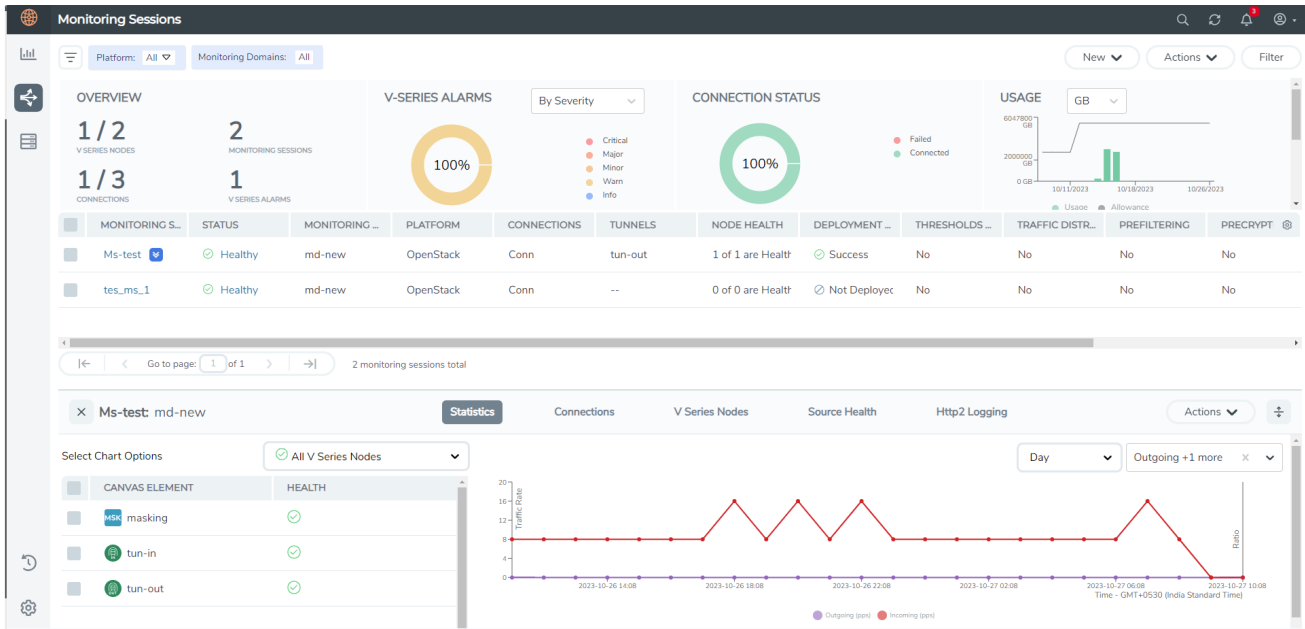 Monitoring Sessions
3
Platform: All
Monitoring Domains: All
New
Actions
Filter
OVERVIEW
1 / 2
V SERIES NODES
2
MONITORING SESSIONS
1 / 3
CONNECTIONS
1
V SERIES ALARMS
V-SERIES ALARMS
By Severity
100%
Critical
Major
Minor
Warn
Info
CONNECTION STATUS
100%
Failed
Connected
USAGE
GB
6047800
GB
2000000
GB
0 GB
10/11/2023 10/18/2023 10/26/2023
Usage Allowance
MONITORING S... STATUS MONITORING ... PLATFORM CONNECTIONS TUNNELS NODE HEALTH DEPLOYMENT ... THRESHOLDS ... TRAFFIC DISTR... PREFILTERING PRECRYPT
Ms-test Healthy md-new OpenStack Conn tun-out 1 of 1 are Health Success No No No No
tes_ms_1 Healthy md-new OpenStack Conn -- 0 of 0 are Health Not Deployec No No No No
Go to page: 1 of 1
2 monitoring sessions total
Ms-test: md-new
Statistics
Connections
V Series Nodes
Source Health
Http2 Logging
Actions
Select Chart Options
All V Series Nodes
Day
Outgoing +1 more
CANVAS ELEMENT HEALTH
MSK masking
tun-in
tun-out
20
16
12
8
4
0
Traffic Rate
Ratio
2023-10-26 14:08 2023-10-26 18:08 2023-10-26 22:08 2023-10-27 02:08 2023-10-27 06:08 2023-10-27 10:08
Time - GMT+0530 (India Standard Time)
Outgoing (pps) Incoming (pps)